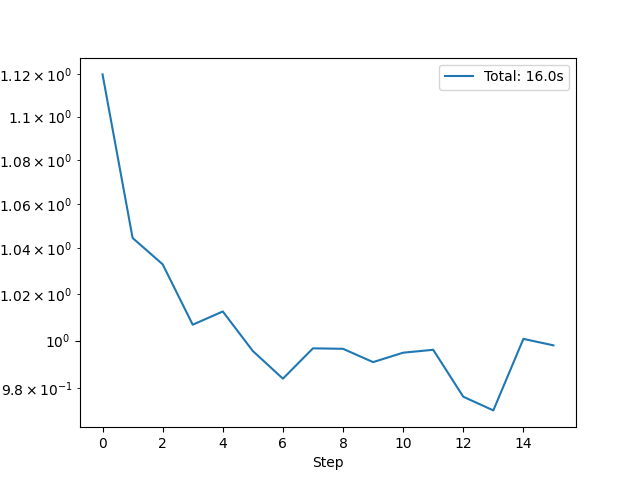 Total: 16.0s
1.12 × 10⁰
1.1 × 10⁰
1.08 × 10⁰
1.06 × 10⁰
1.04 × 10⁰
1.02 × 10⁰
10⁰
9.8 × 10⁻¹
0 2 4 6 8 10 12 14
Step